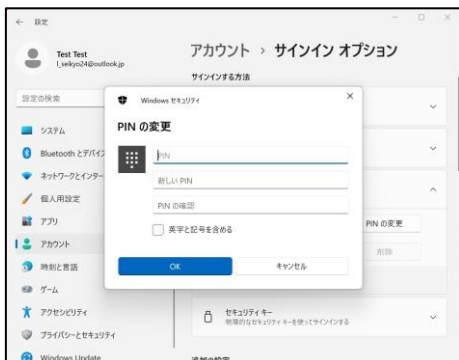 ← 設定
Test Test
l_seikyo24@outlook.jp
設定の検索
システム
Bluetooth とデバイ
ネットワークとインター
個人用設定
アプリ
アカウント
時刻と言語
ゲーム
アクセシビリティ
プライバシーとセキュリティ
Windows Update
アカウント › サインイン オプション
サインインする方法
Windows セキュリティ
PIN の変更
PIN
新しい PIN
PIN の確認
英字と記号を含める
OK
キャンセル
PIN の変更
削除
セキュリティ キー
物理的なセキュリティ キーを使ってサインインする
追加の設定